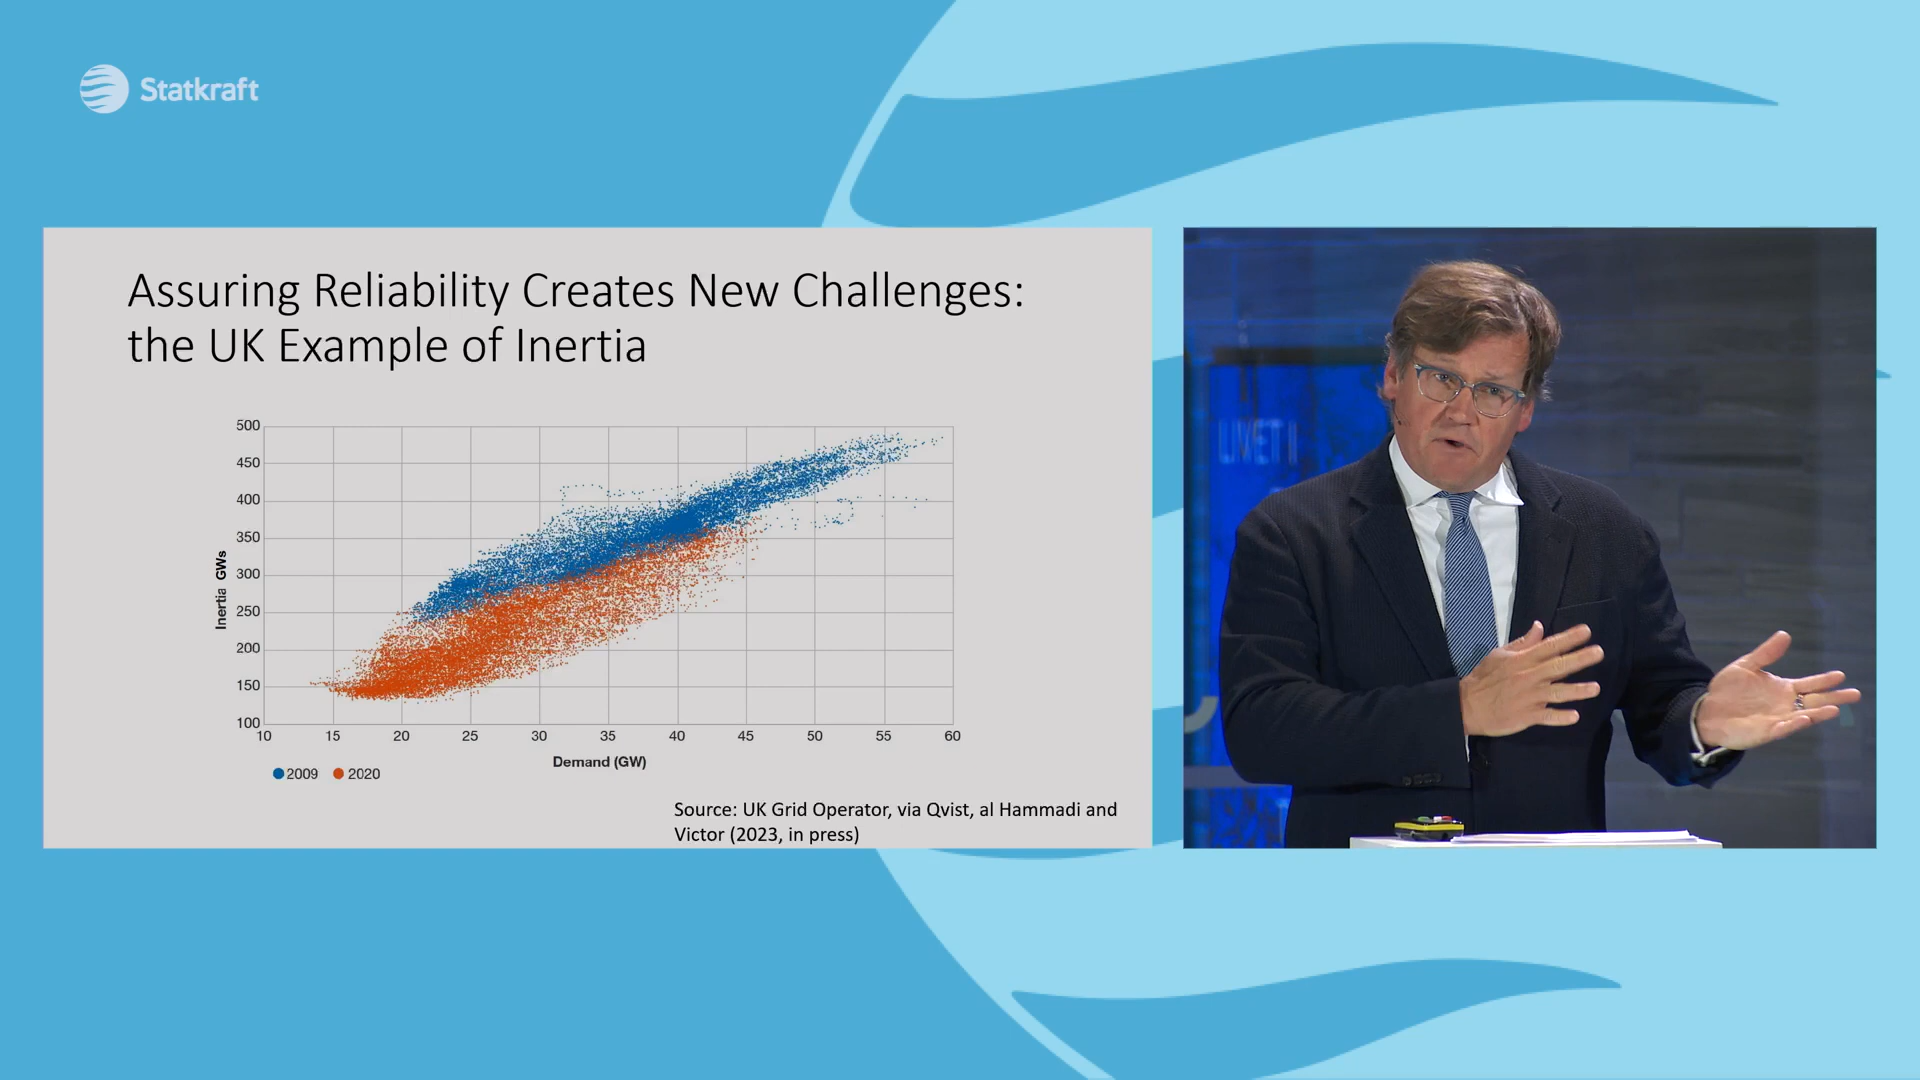 Statkraft
Assuring Reliability Creates New Challenges:
the UK Example of Inertia
500
450
400
350
300
250
200
150
100
Inertia GWs
10 15 20 25 30 35 40 45 50 55 60
Demand (GW)
2009 2020
Source: UK Grid Operator, via Qvist, al Hammadi and
Victor (2023, in press)